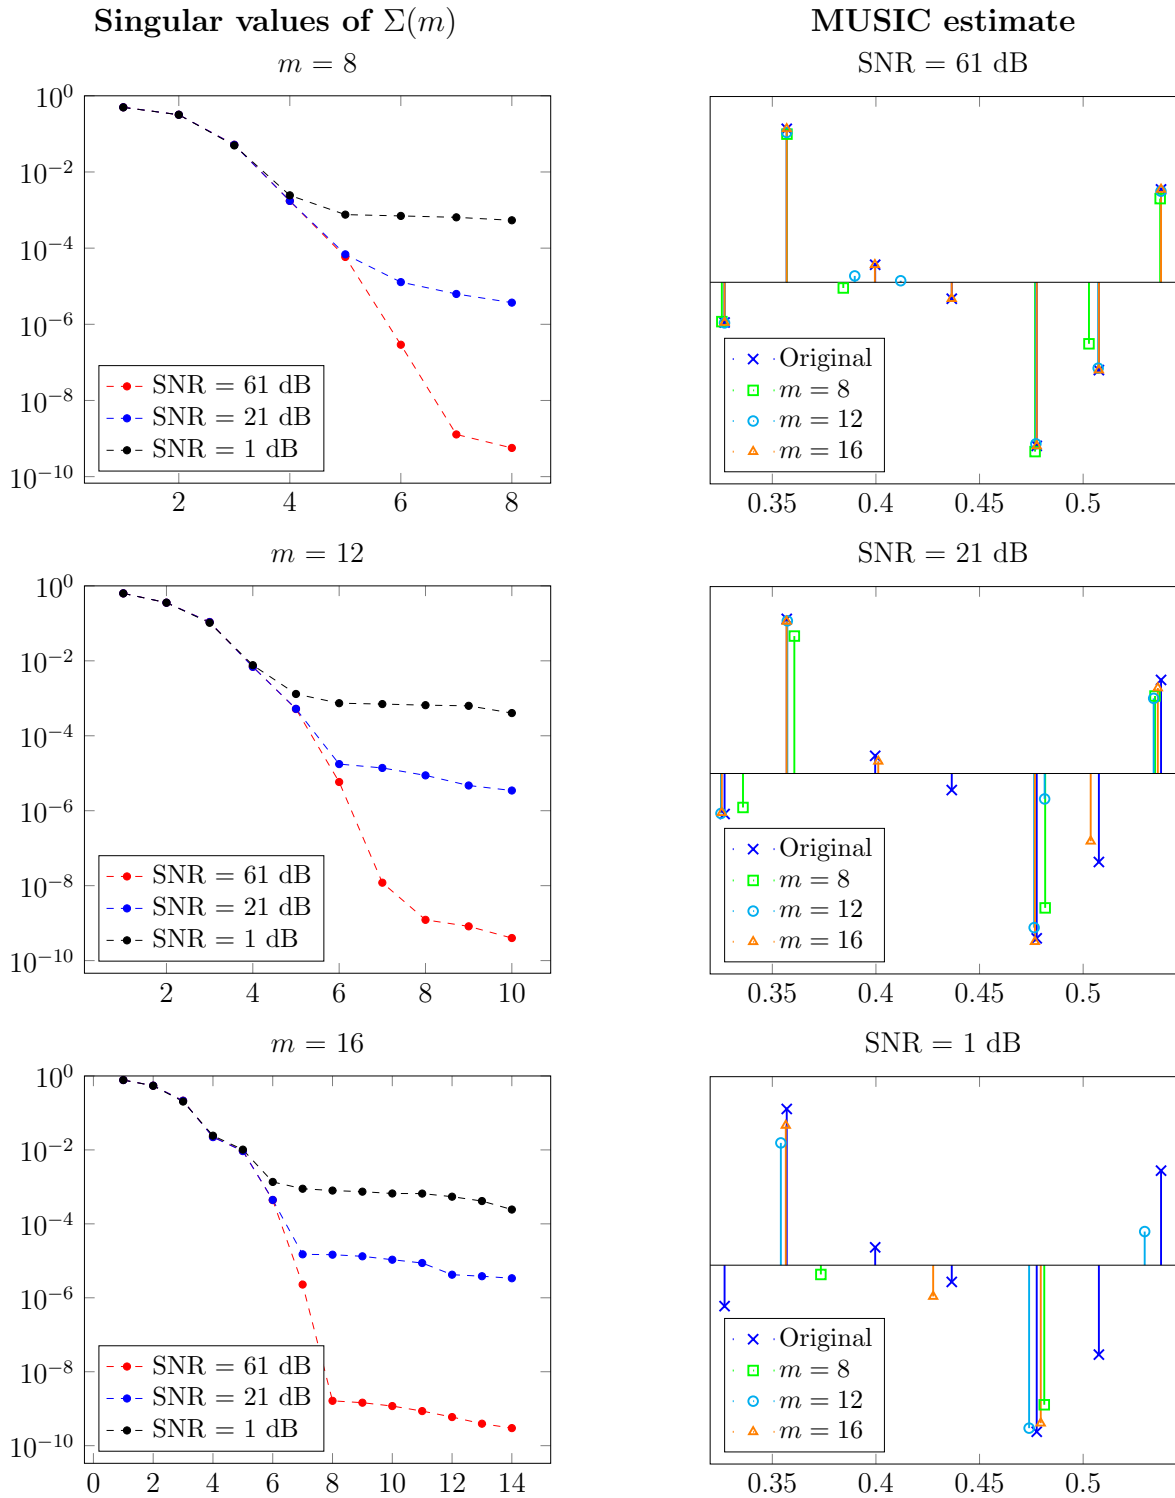 Singular values of Σ(m)
MUSIC estimate
m = 8
10⁰
10⁻²
10⁻⁴
10⁻⁶
10⁻⁸
10⁻¹⁰
SNR = 61 dB
SNR = 21 dB
SNR = 1 dB
2 4 6 8
SNR = 61 dB
Original
m = 8
m = 12
m = 16
0.35 0.4 0.45 0.5
m = 12
10⁰
10⁻²
10⁻⁴
10⁻⁶
10⁻⁸
10⁻¹⁰
SNR = 61 dB
SNR = 21 dB
SNR = 1 dB
2 4 6 8 10
SNR = 21 dB
Original
m = 8
m = 12
m = 16
0.35 0.4 0.45 0.5
m = 16
10⁰
10⁻²
10⁻⁴
10⁻⁶
10⁻⁸
10⁻¹⁰
SNR = 61 dB
SNR = 21 dB
SNR = 1 dB
0 2 4 6 8 10 12 14
SNR = 1 dB
Original
m = 8
m = 12
m = 16
0.35 0.4 0.45 0.5